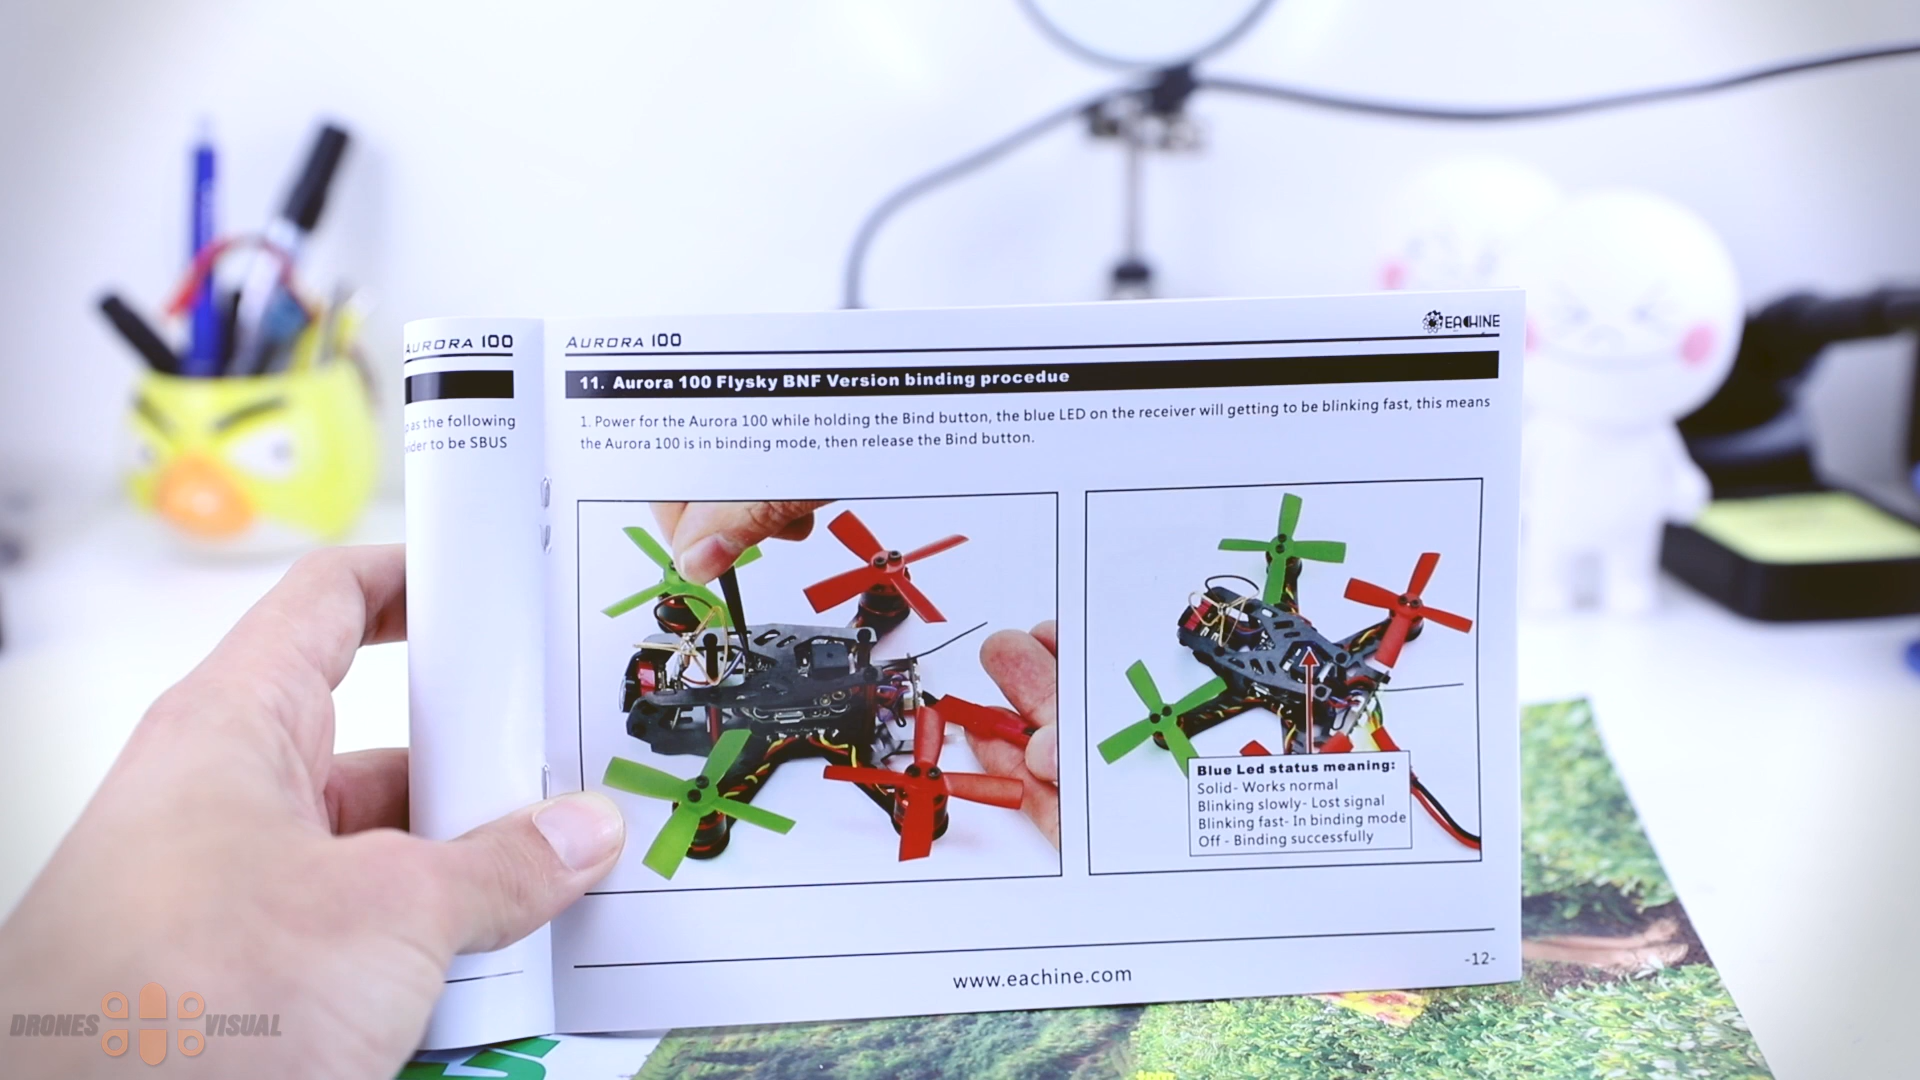 AURORA 100
as the following
to be SBUS
AURORA 100
EACHINE
11. Aurora 100 Flysky BNF Version binding procedue
1. Power for the Aurora 100 while holding the Bind button, the blue LED on the receiver will getting to be blinking fast, this means
the Aurora 100 is in binding mode, then release the Bind button.
Blue Led status meaning:
Solid- Works normal
Blinking slowly- Lost signal
Blinking fast- In binding mode
Off - Binding successfully
www.eachine.com
-12-
DRONES VISUAL